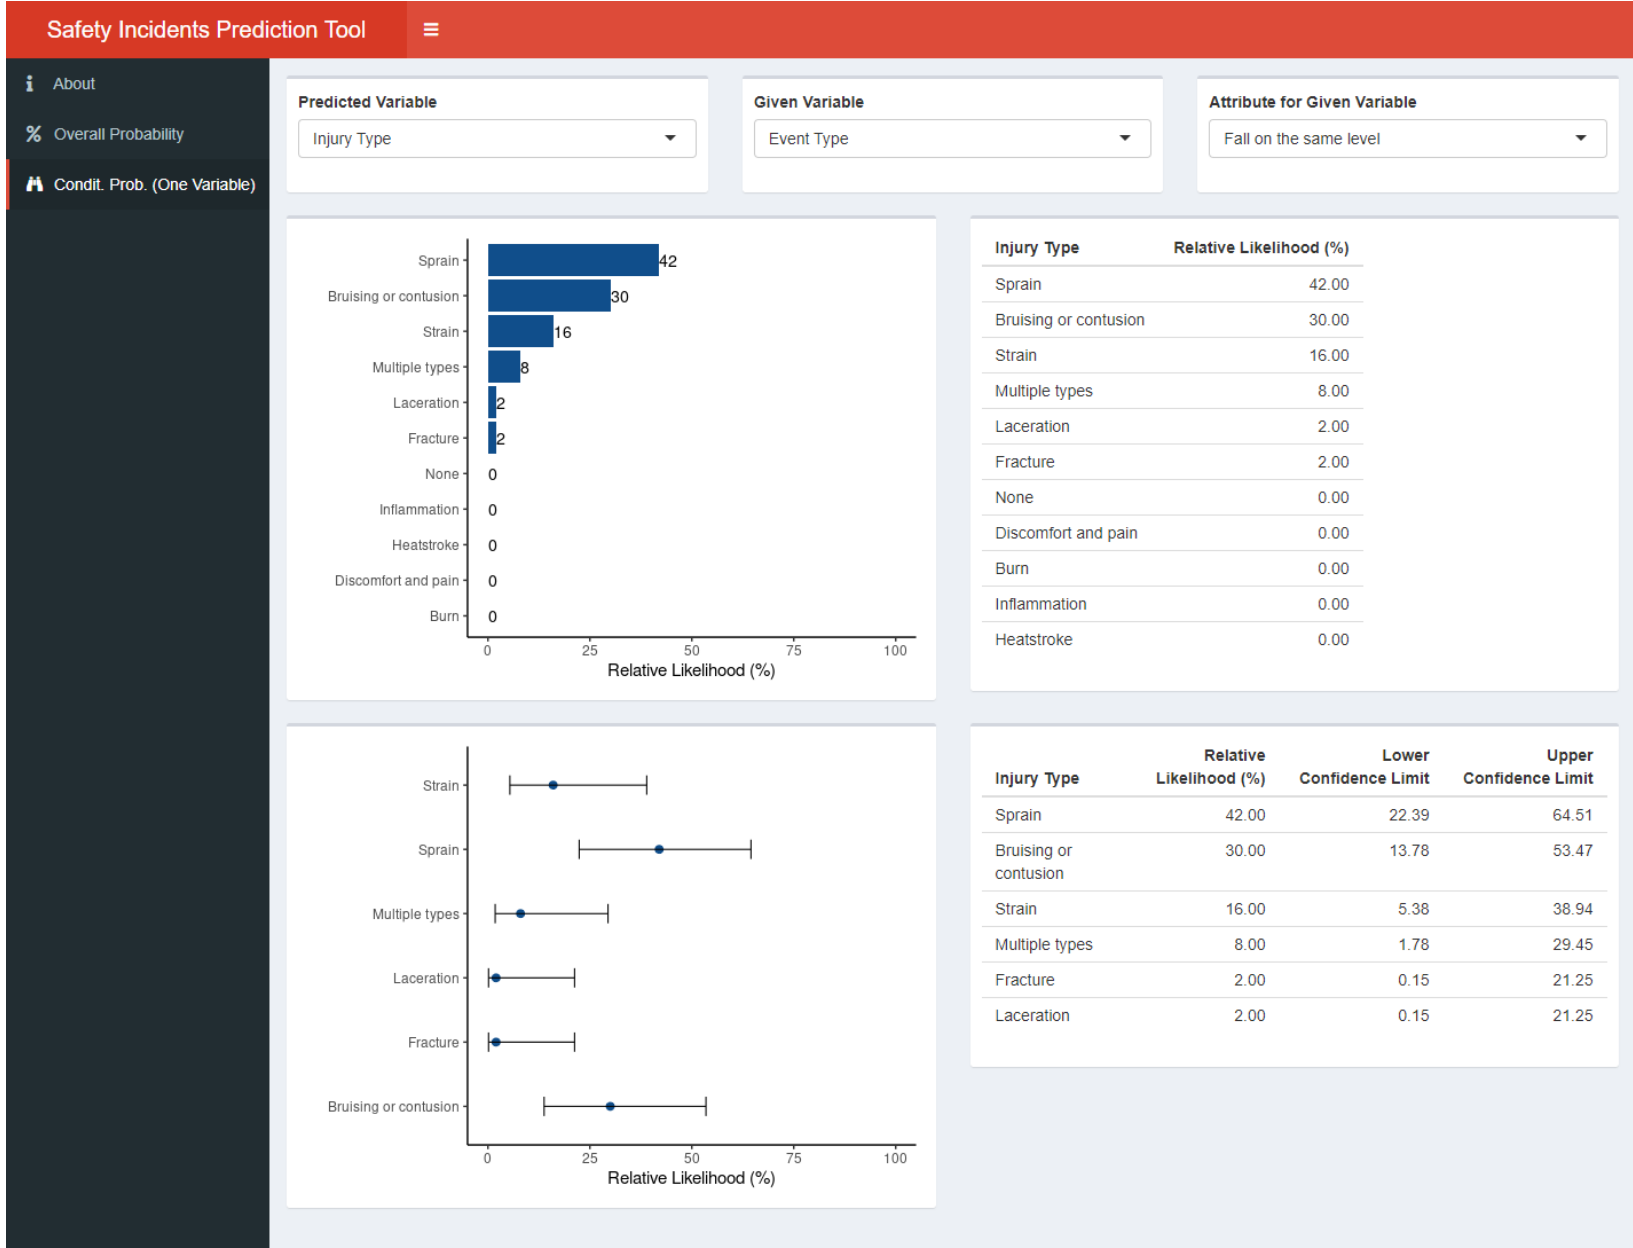 Safety Incidents Prediction Tool
About
Overall Probability
Condit. Prob. (One Variable)
Predicted Variable
Injury Type
Given Variable
Event Type
Attribute for Given Variable
Fall on the same level
Sprain 42
Bruising or contusion 30
Strain 16
Multiple types 8
Laceration 2
Fracture 2
None 0
Inflammation 0
Heatstroke 0
Discomfort and pain 0
Burn 0
0 25 50 75 100
Relative Likelihood (%)
Injury Type Relative Likelihood (%)
Sprain 42.00
Bruising or contusion 30.00
Strain 16.00
Multiple types 8.00
Laceration 2.00
Fracture 2.00
None 0.00
Discomfort and pain 0.00
Burn 0.00
Inflammation 0.00
Heatstroke 0.00
Strain
Sprain
Multiple types
Laceration
Fracture
Bruising or contusion
0 25 50 75 100
Relative Likelihood (%)
Relative Lower Upper
Injury Type Likelihood (%) Confidence Limit Confidence Limit
Sprain 42.00 22.39 64.51
Bruising or 30.00 13.78 53.47
contusion
Strain 16.00 5.38 38.94
Multiple types 8.00 1.78 29.45
Fracture 2.00 0.15 21.25
Laceration 2.00 0.15 21.25